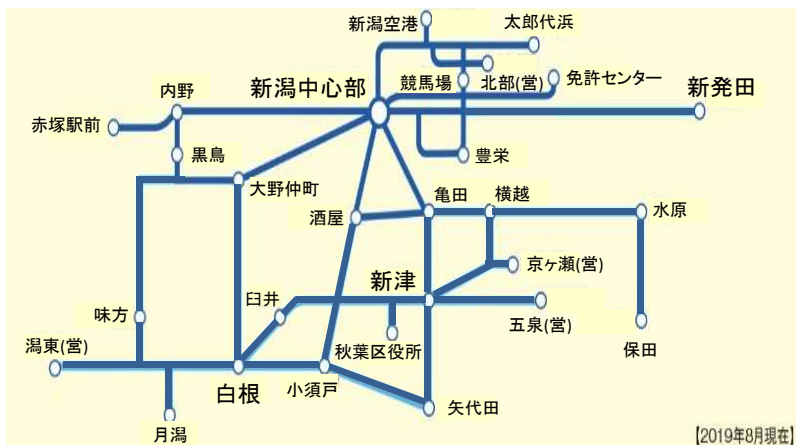 新潟空港
太郎代浜
新潟中心部
競馬場
北部(営)
免許センター
新発田
内野
赤塚駅前
黒鳥
大野仲町
豊栄
酒屋
亀田
横越
水原
京ヶ瀬(営)
新津
臼井
味方
五泉(営)
秋葉区役所
保田
潟東(営)
白根
小須戸
矢代田
月潟
【2019年8月現在】